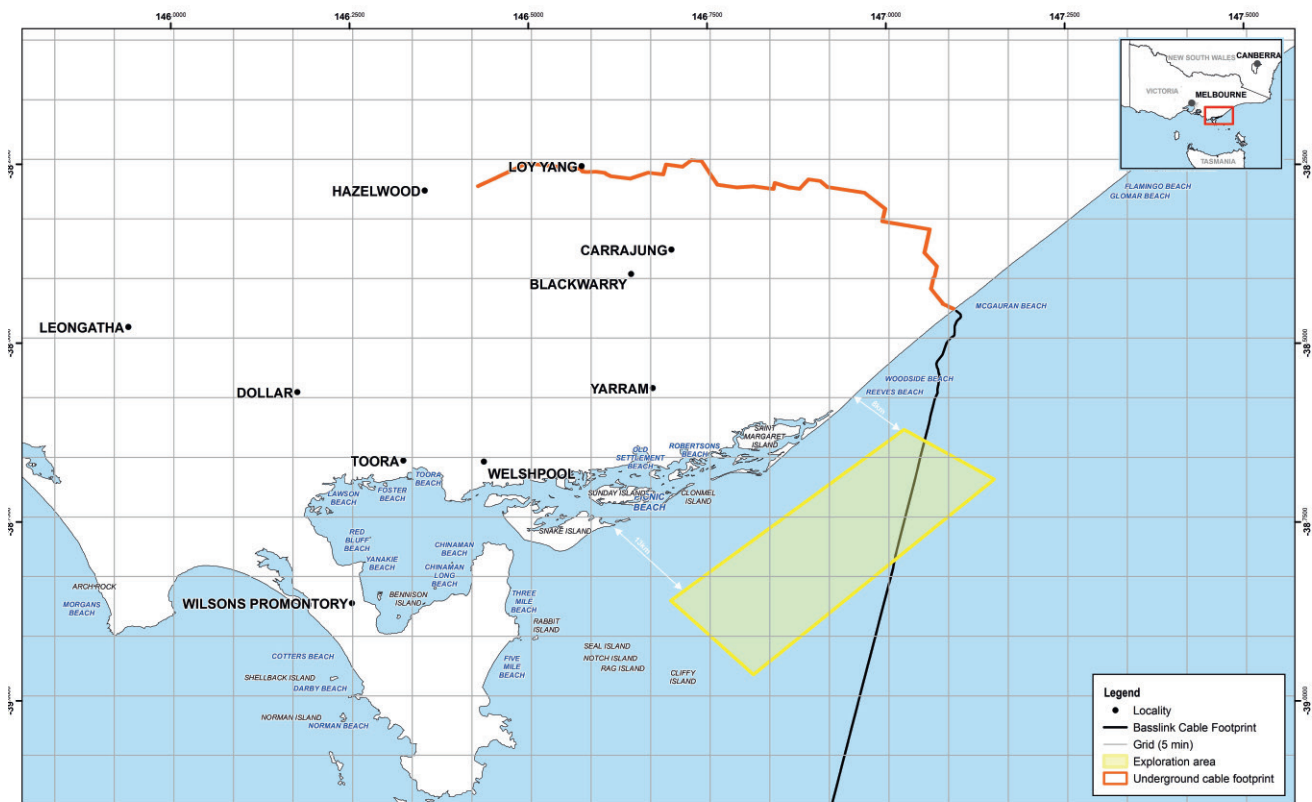 146.0000
146.2500
146.5000
146.7500
147.0000
147.2500
147.5000
NEW SOUTH WALES
CANBERRA
VICTORIA
MELBOURNE
TASMANIA
-38.2500
LOY YANG
HAZELWOOD
FLAMINGO BEACH
GLOMAR BEACH
CARRAJUNG
BLACKWARRY
MCGAURAN BEACH
LEONGATHA
-38.5000
WOODSIDE BEACH
REEVES BEACH
DOLLAR
YARRAM
8km
SAINT
MARGARET
ISLAND
ROBERTSONS
BEACH
OLD
SETTLEMENT
BEACH
TOORA
WELSHPOOL
TOORA
BEACH
FOSTER
BEACH
LAWSON
BEACH
SUNDAY ISLAND
CLONMEL
ISLAND
BEACH
SNAKE ISLAND
13km
RED
BLUFF
BEACH
YANAKIE
BEACH
CHINAMAN
BEACH
CHINAMAN
LONG
BEACH
BENNISON
ISLAND
ARCH ROCK
MORGANS
BEACH
WILSONS PROMONTORY
THREE
MILE
BEACH
RABBIT
ISLAND
SEAL ISLAND
NOTCH ISLAND
RAG ISLAND
CLIFFY
ISLAND
FIVE
MILE
BEACH
COTTERS BEACH
SHELLBACK ISLAND
DARBY BEACH
NORMAN ISLAND
NORMAN BEACH
Legend
Locality
Basslink Cable Footprint
Grid (5 min)
Exploration area
Underground cable footprint